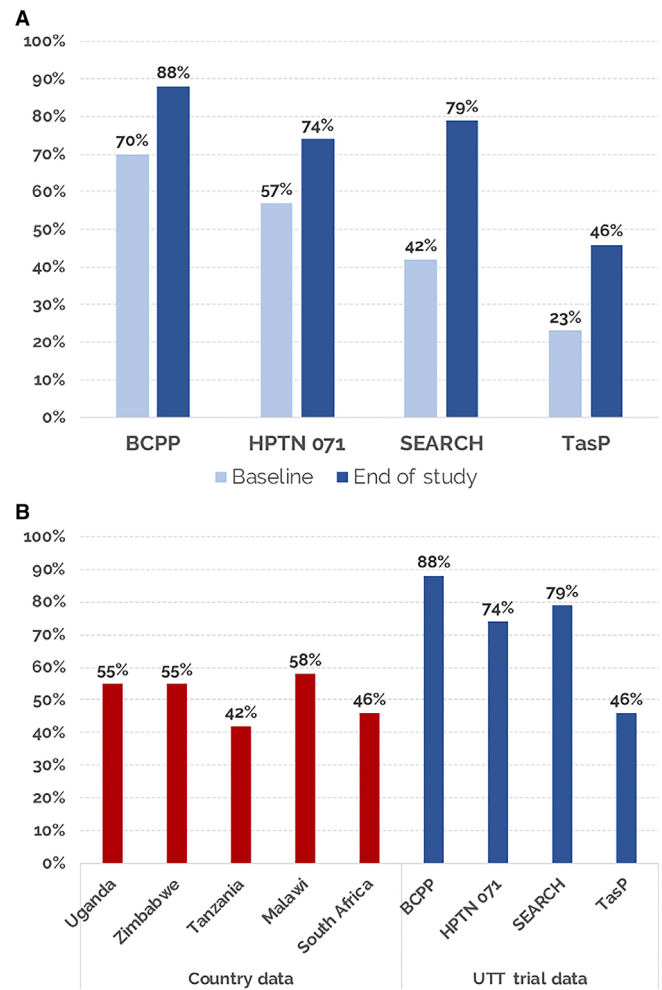 A
100%
90%
80%
70%
60%
50%
40%
30%
20%
10%
0%
70%
88%
57%
74%
42%
79%
23%
46%
BCPP
HPTN 071
SEARCH
TasP
Baseline
End of study
B
100%
90%
80%
70%
60%
50%
40%
30%
20%
10%
0%
55%
55%
42%
58%
46%
88%
74%
79%
46%
Uganda
Zimbabwe
Tanzania
Malawi
South Africa
BCPP
HPTN 071
SEARCH
TasP
Country data
UTT trial data